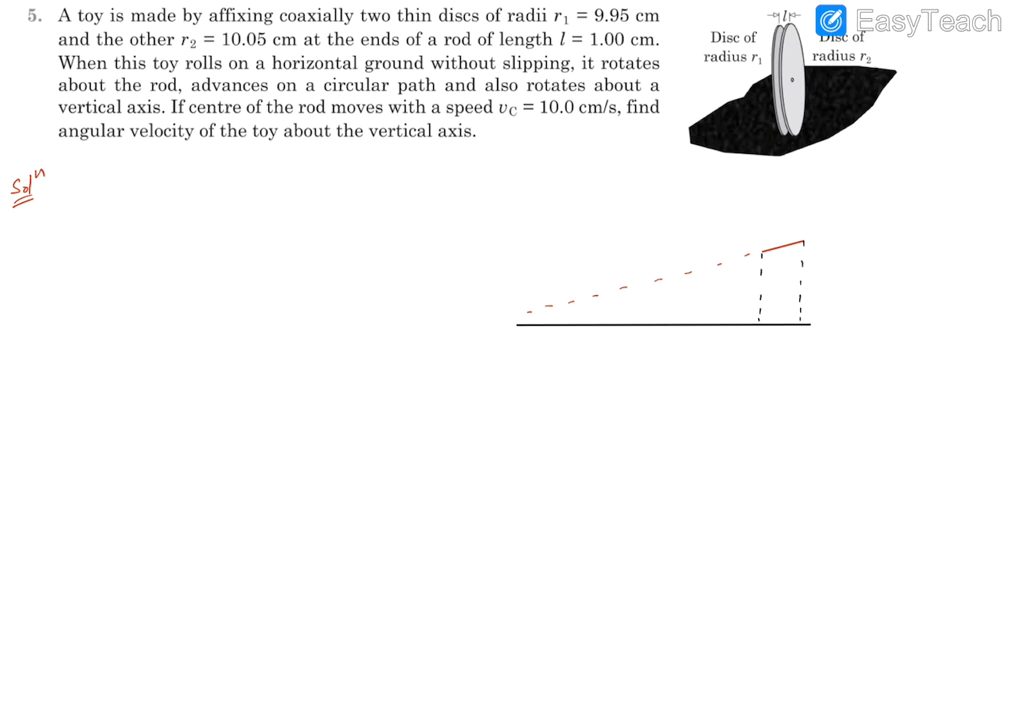 5. A toy is made by affixing coaxially two thin discs of radii r₁ = 9.95 cm
and the other r₂ = 10.05 cm at the ends of a rod of length l = 1.00 cm.
When this toy rolls on a horizontal ground without slipping, it rotates
about the rod, advances on a circular path and also rotates about a
vertical axis. If centre of the rod moves with a speed υC = 10.0 cm/s, find
angular velocity of the toy about the vertical axis.
l
EasyTeach
Disc of
radius r₁
Disc of
radius r₂
Solⁿ